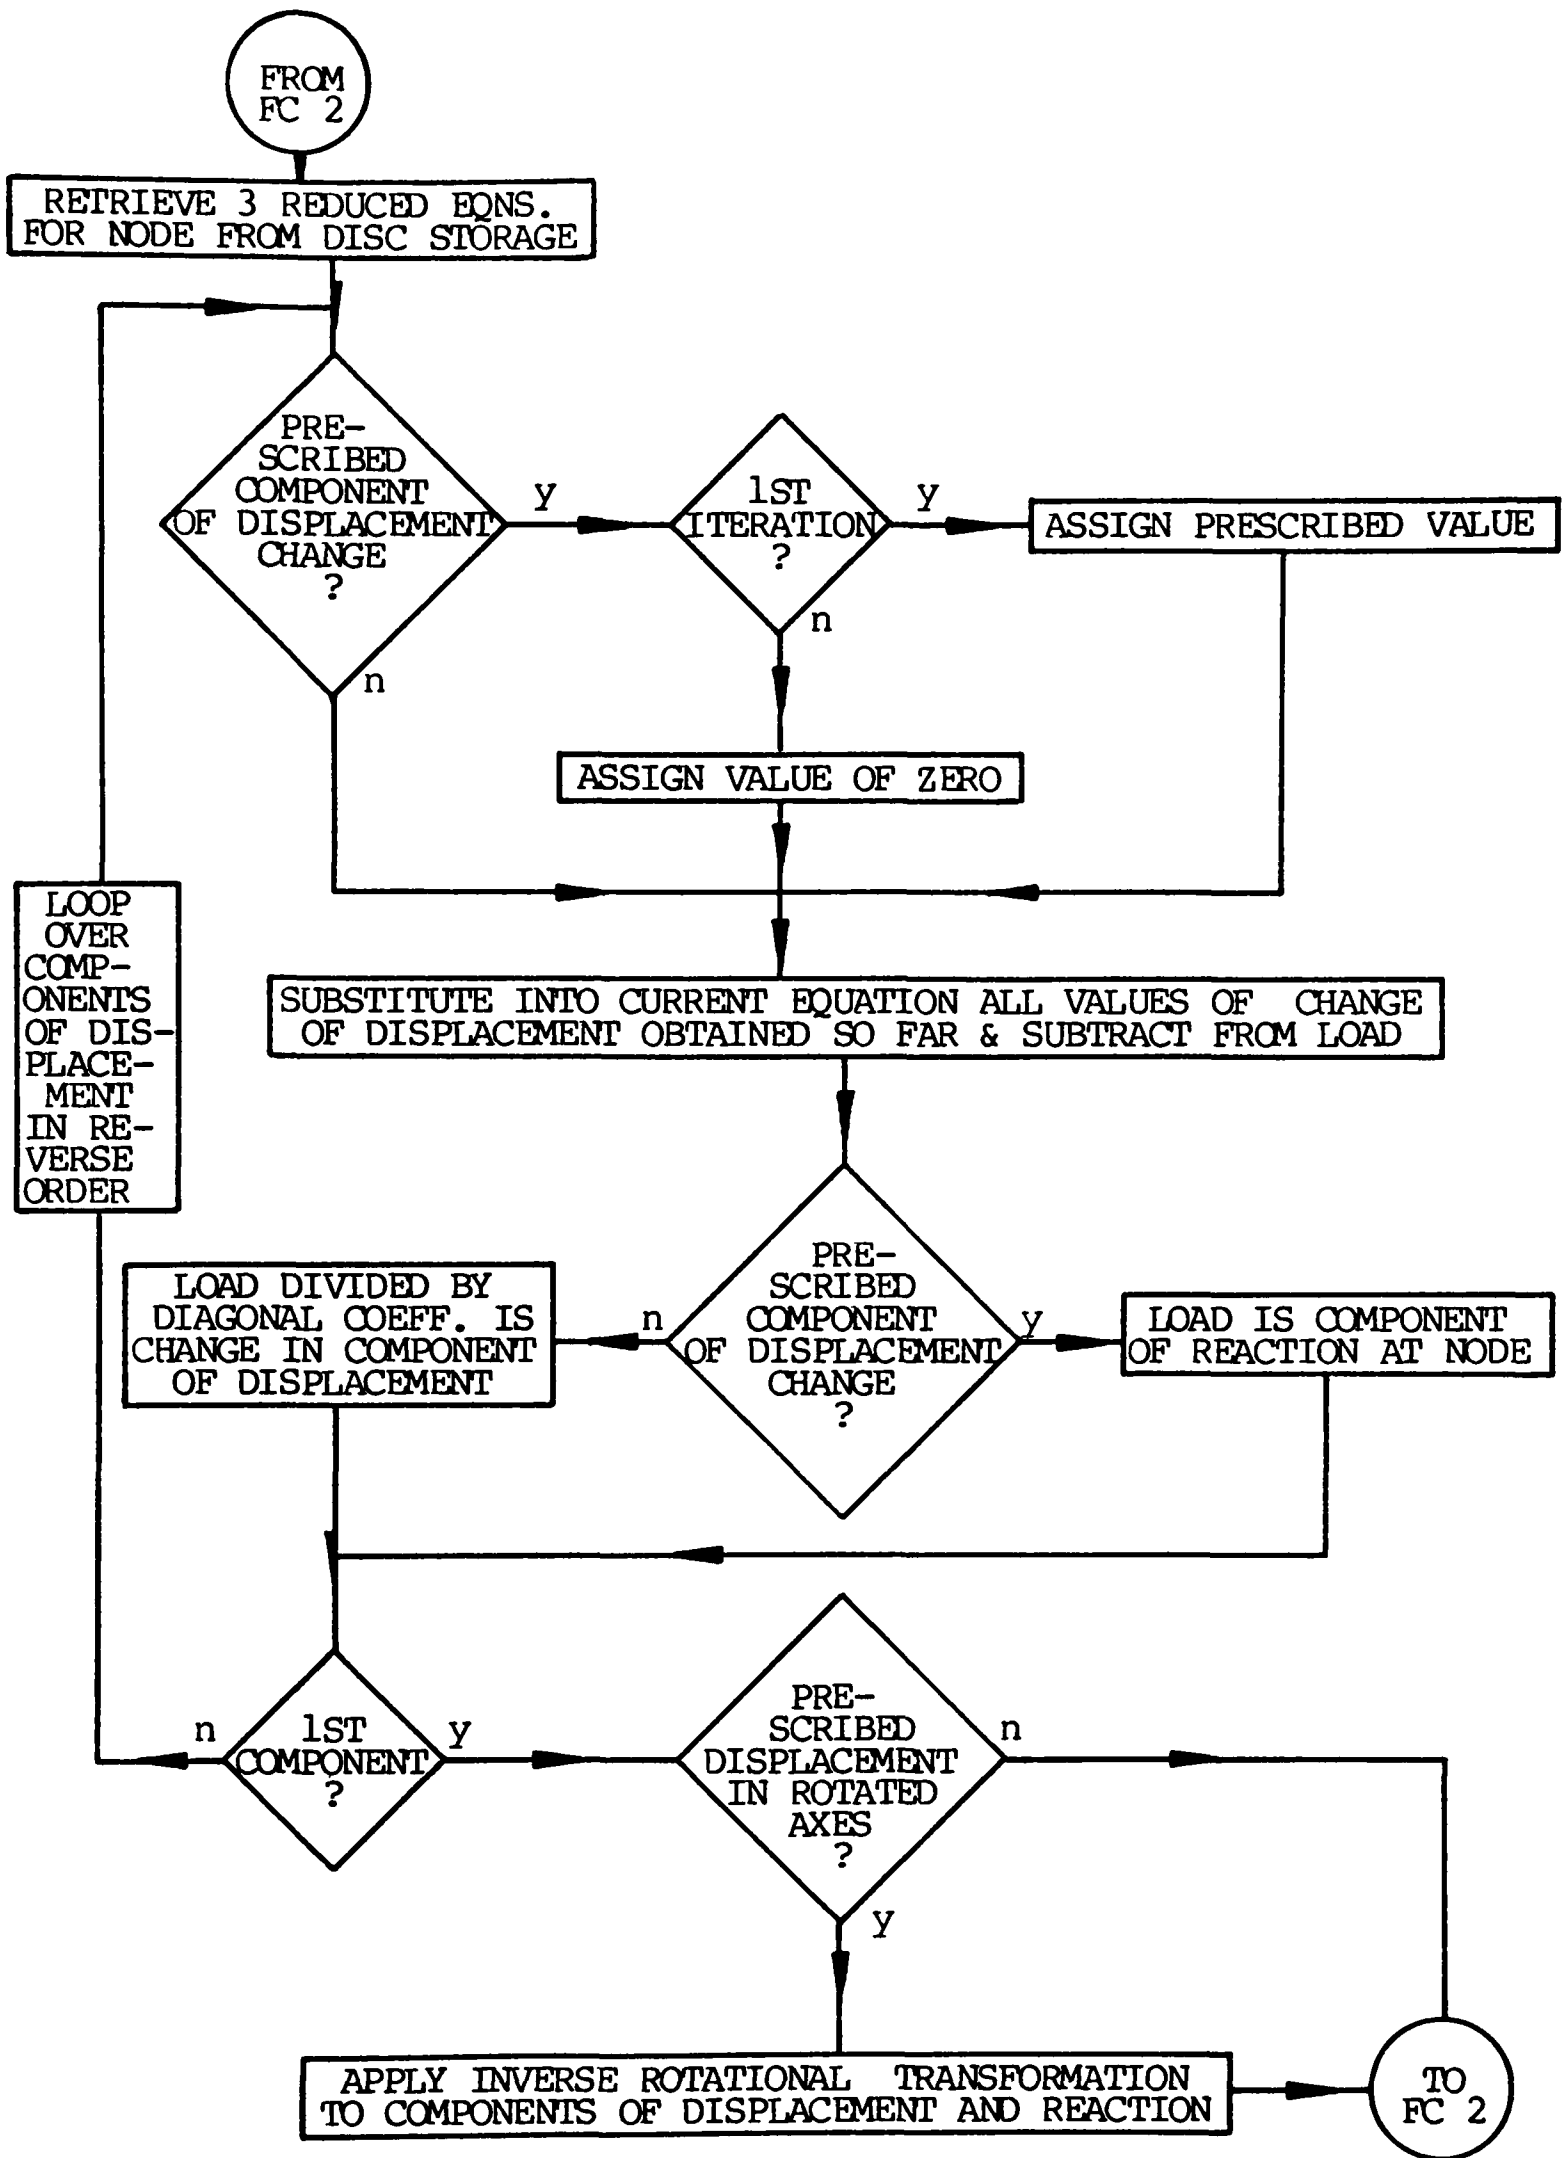 FROM
FC 2
RETRIEVE 3 REDUCED EQNS.
FOR NODE FROM DISC STORAGE
PRE-
SCRIBED
COMPONENT
OF DISPLACEMENT
CHANGE
?
y
n
1ST
ITERATION
?
y
n
ASSIGN PRESCRIBED VALUE
ASSIGN VALUE OF ZERO
LOOP
OVER
COMP-
ONENTS
OF DIS-
PLACE-
MENT
IN RE-
VERSE
ORDER
SUBSTITUTE INTO CURRENT EQUATION ALL VALUES OF CHANGE
OF DISPLACEMENT OBTAINED SO FAR & SUBTRACT FROM LOAD
PRE-
SCRIBED
COMPONENT
OF DISPLACEMENT
CHANGE
?
n
y
LOAD DIVIDED BY
DIAGONAL COEFF. IS
CHANGE IN COMPONENT
OF DISPLACEMENT
LOAD IS COMPONENT
OF REACTION AT NODE
n
1ST
COMPONENT
?
y
PRE-
SCRIBED
DISPLACEMENT
IN ROTATED
AXES
?
n
y
APPLY INVERSE ROTATIONAL TRANSFORMATION
TO COMPONENTS OF DISPLACEMENT AND REACTION
TO
FC 2